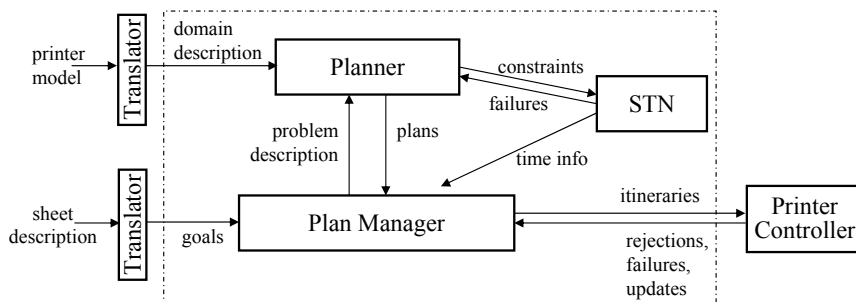 printer
model
Translator
domain
description
Planner
constraints
failures
STN
problem
description
plans
time info
sheet
description
Translator
goals
Plan Manager
itineraries
rejections,
failures,
updates
Printer
Controller